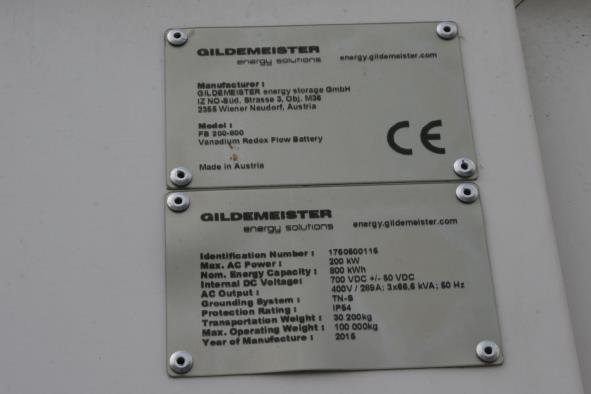 GILDEMEISTER
energy solutions energy.gildemeister.com
Manufacturer :
GILDEMEISTER energy storage GmbH
IZ NO-Süd, Strasse 3, Obj. M36
2355 Wiener Neudorf, Austria
Model :
FB 200-800
Vanadium Redox Flow Battery
CE
Made in Austria
GILDEMEISTER
energy solutions energy.gildemeister.com
Identification Number : 1750500115
Max. AC Power : 200 kW
Nom. Energy Capacity : 800 kWh
Internal DC Voltage: 700 VDC +/- 50 VDC
AC Output : 400V / 289A; 3x66,6 kVA; 50 Hz
Grounding System : TN-S
Protection Rating : IP54
Transportation Weight : 30 200kg
Max. Operating Weight : 100 000kg
Year of Manufacture : 2015